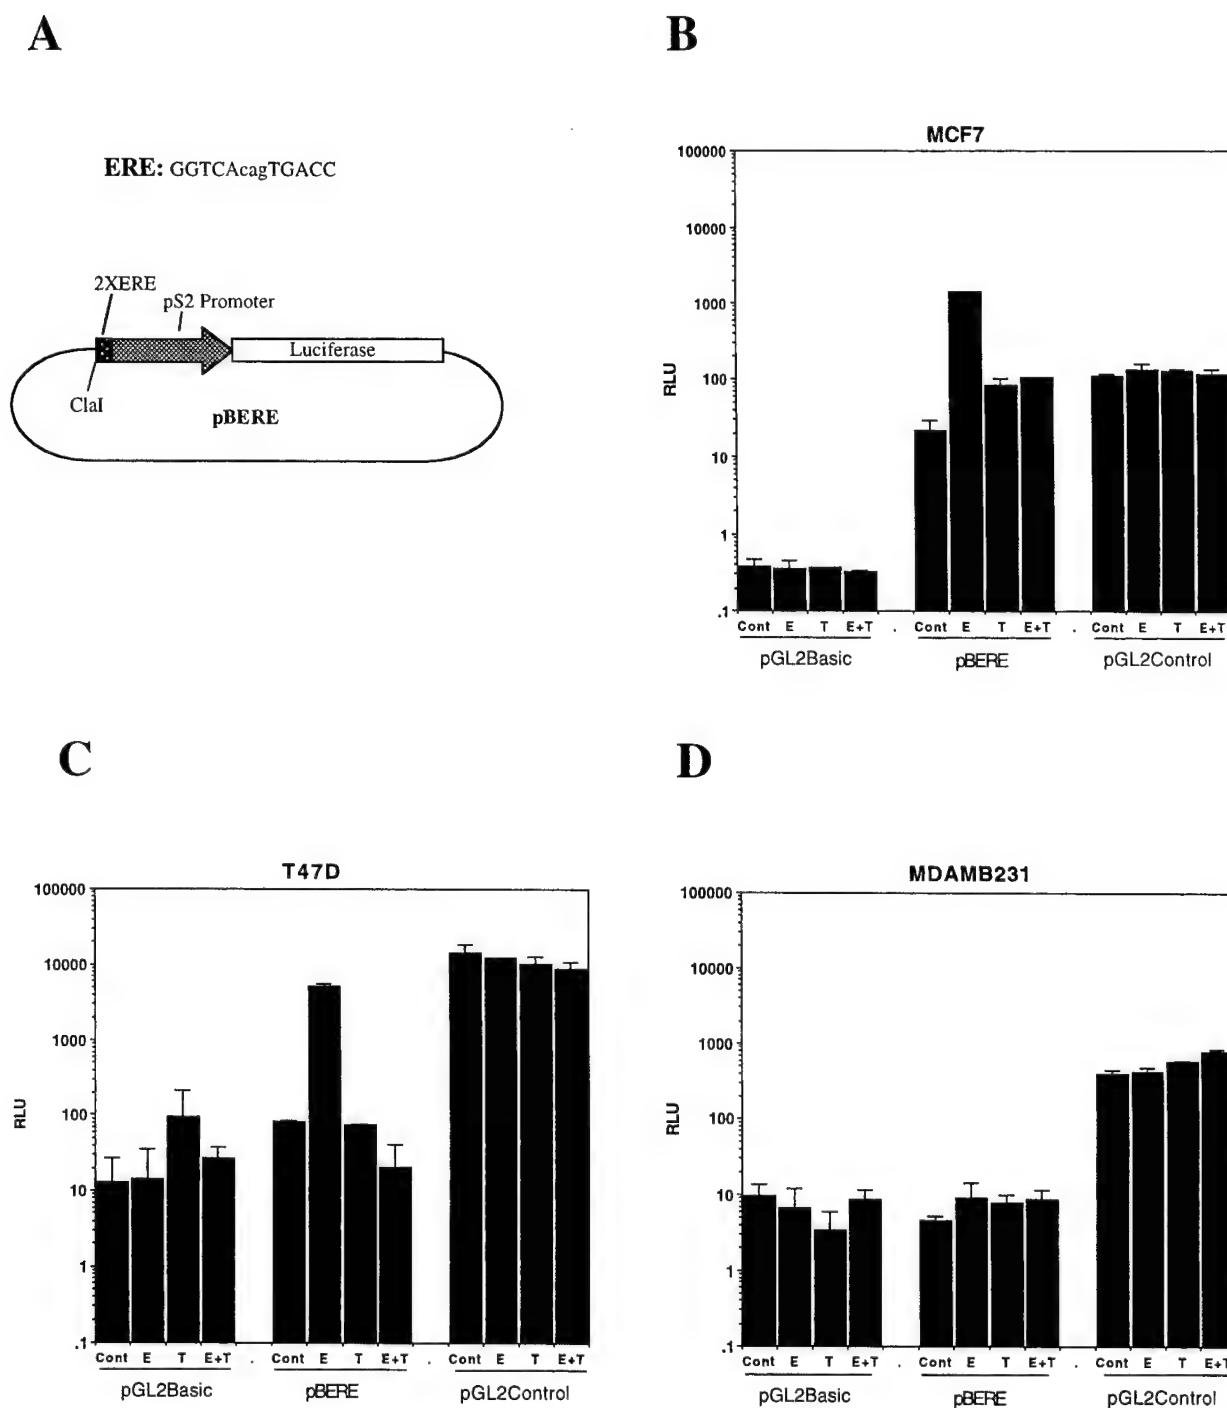 A
ERE: GGTCAcagTGACC
2XERE
pS2 Promoter
Luciferase
ClaI
pBERE
B
MCF7
100000
10000
1000
100
10
1
.1
RLU
Cont E T E+T . Cont E T E+T . Cont E T E+T
pGL2Basic pBERE pGL2Control
C
T47D
100000
10000
1000
100
10
1
.1
RLU
Cont E T E+T . Cont E T E+T . Cont E T E+T
pGL2Basic pBERE pGL2Control
D
MDAMB231
100000
10000
1000
100
10
1
.1
RLU
Cont E T E+T . Cont E T E+T . Cont E T E+T
pGL2Basic pBERE pGL2Control